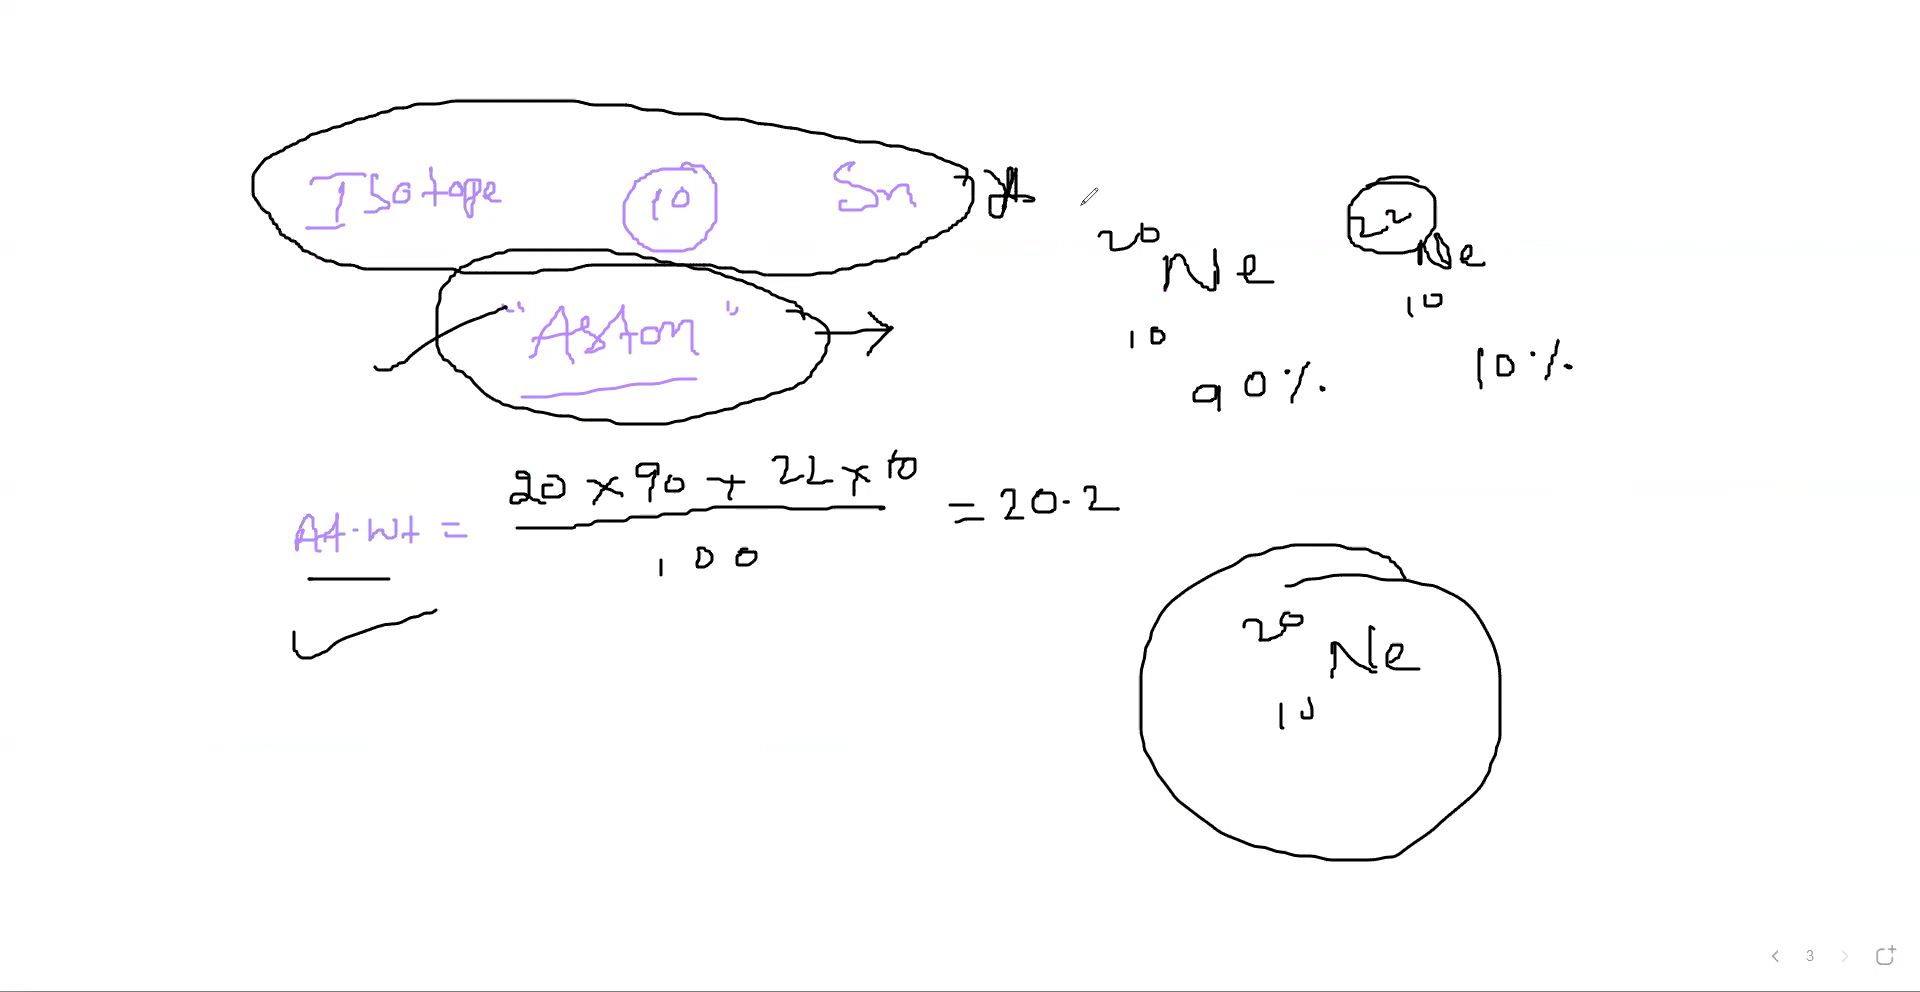 Isotope 10 Sn
"Aston"
20 Ne 10 90%
22 Ne 10 10%
At. Wt = 20 × 90 + 22 × 10 / 100 = 20.2
20 Ne 10
3